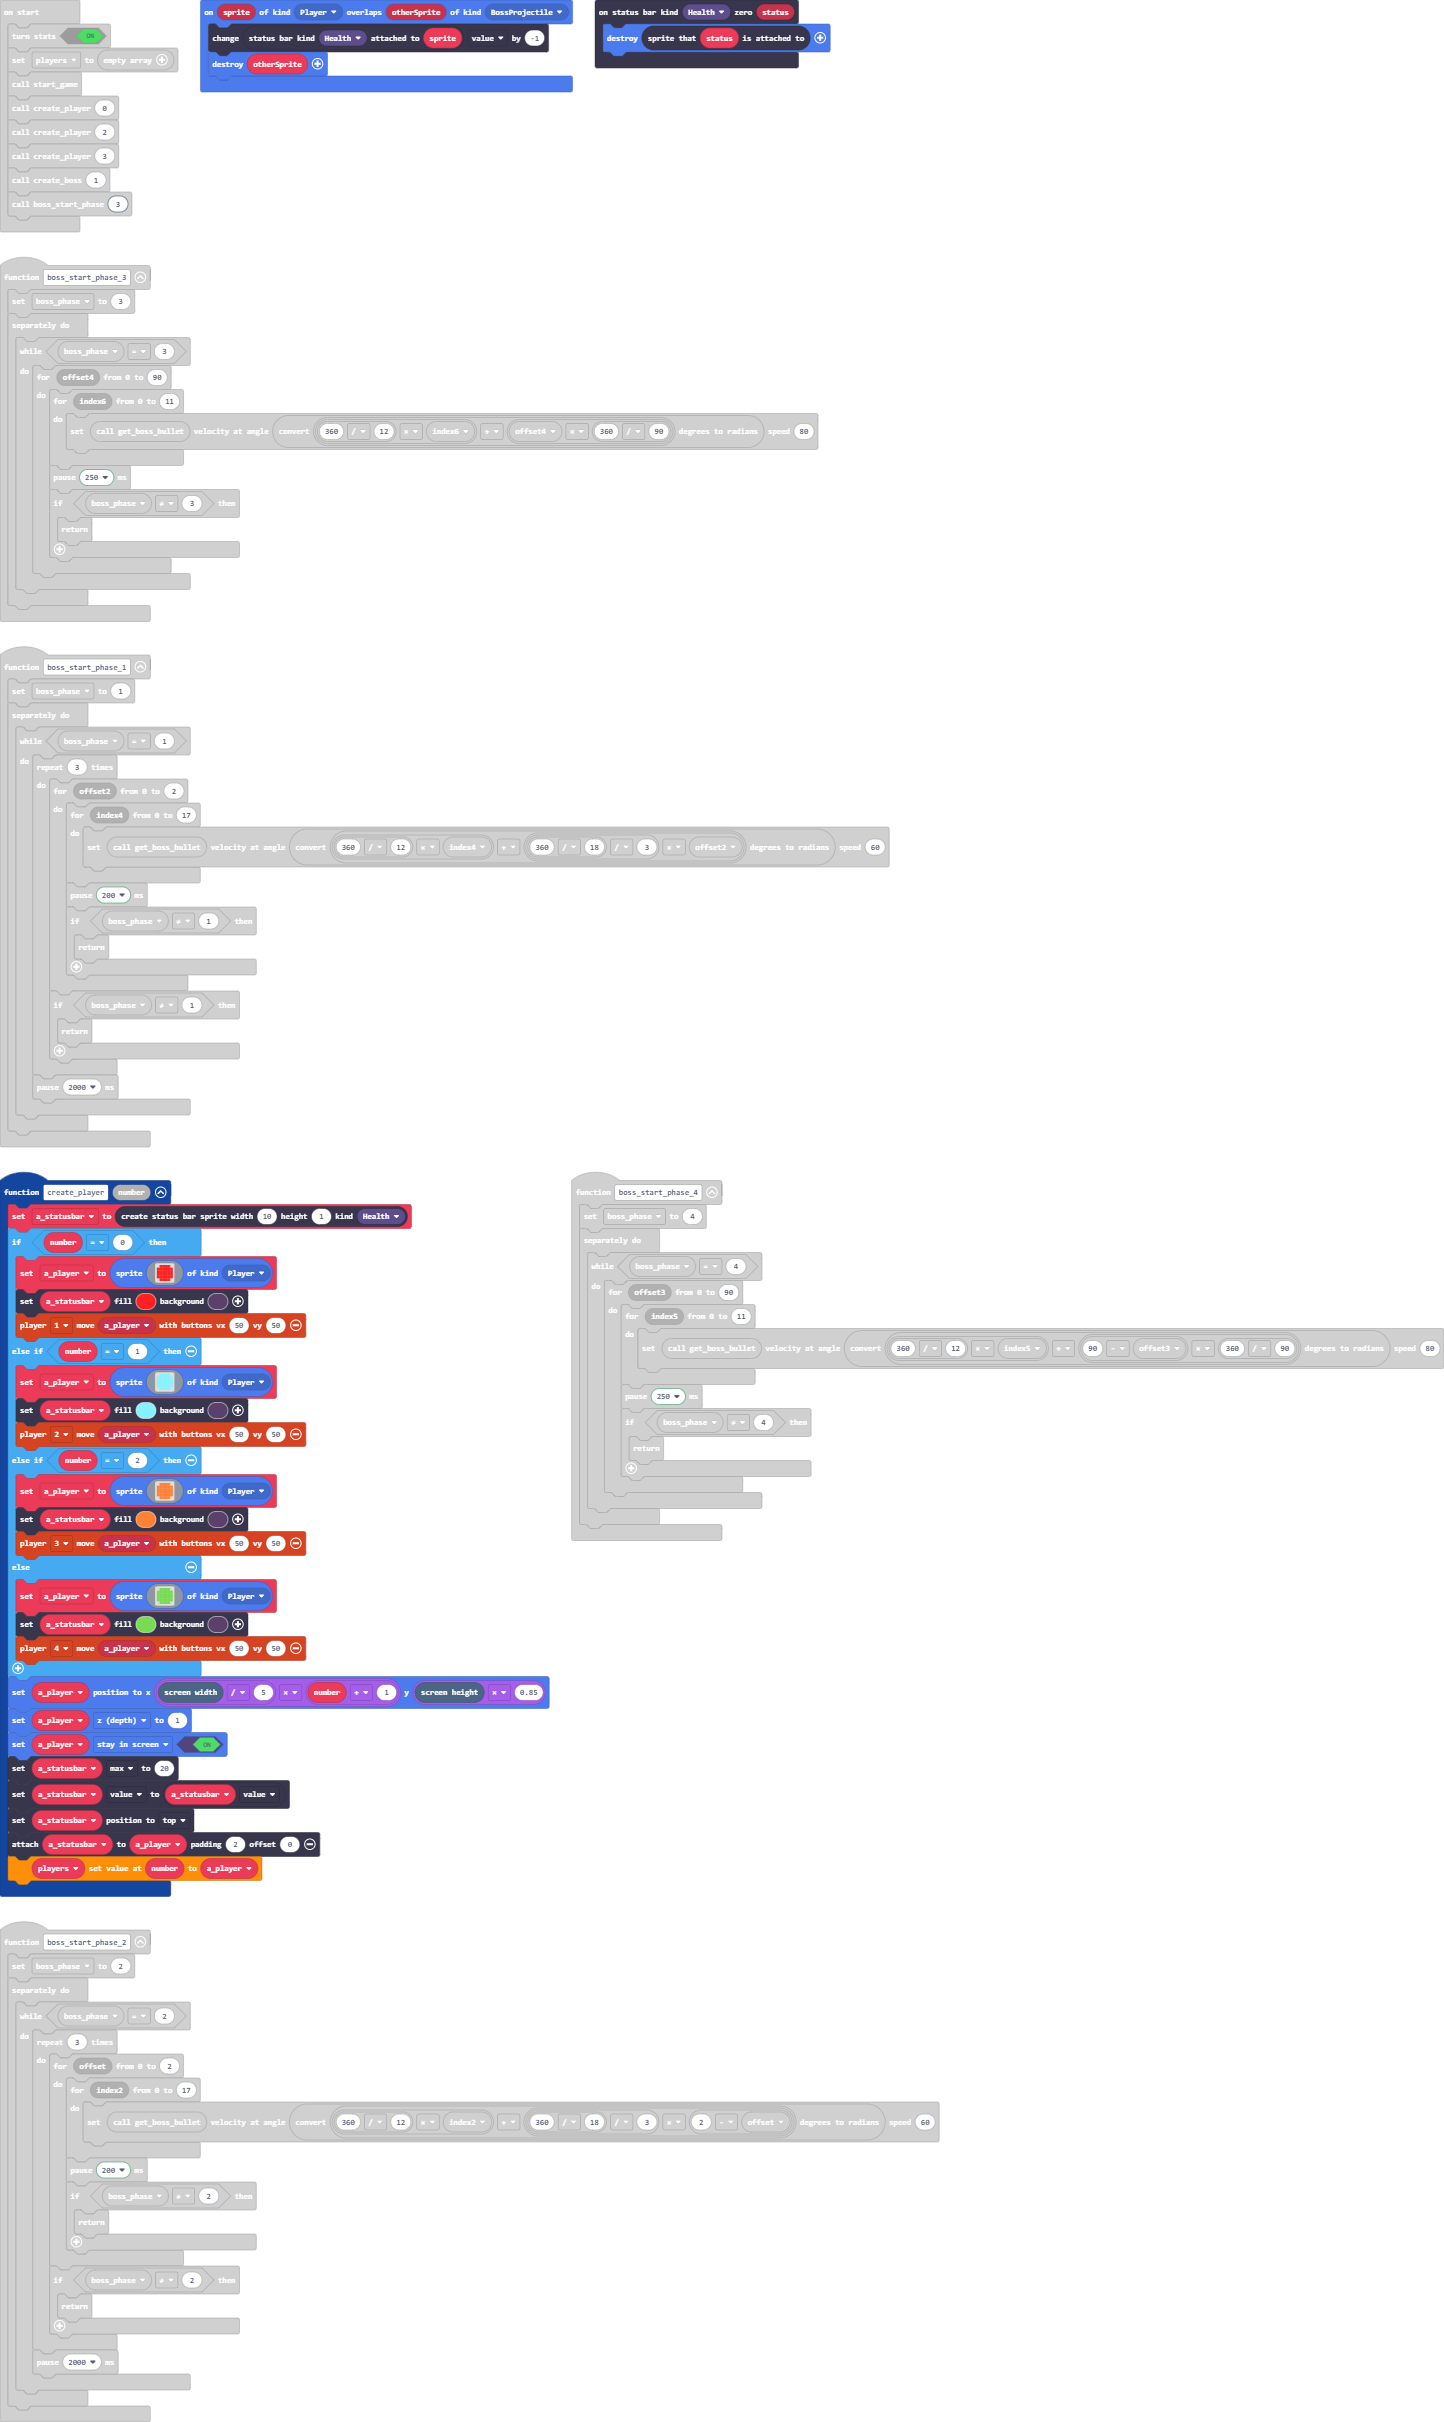 on start
turn stats ON
set players to empty array
call start_game
call create_player 0
call create_player 2
call create_player 3
call create_boss 1
call boss_start_phase 3
on sprite of kind Player overlaps otherSprite of kind BossProjectile
change status bar kind Health attached to sprite value by -1
destroy otherSprite
on status bar kind Health zero status
destroy sprite that status is attached to
function boss_start_phase_3
set boss_phase to 3
separately do
while boss_phase = 3
do for offset4 from 0 to 90
do for index6 from 0 to 11
do set call get_boss_bullet velocity at angle convert 360 / 12 × index6 + offset4 × 360 / 90 degrees to radians speed 80
pause 250 ms
if boss_phase ≠ 3 then
return
function boss_start_phase_1
set boss_phase to 1
separately do
while boss_phase = 1
do repeat 3 times
do for offset2 from 0 to 2
do for index4 from 0 to 17
do set call get_boss_bullet velocity at angle convert 360 / 12 × index4 + 360 / 18 / 3 × offset2 degrees to radians speed 60
pause 200 ms
if boss_phase ≠ 1 then
return
if boss_phase ≠ 1 then
return
pause 2000 ms
function create_player number
set a_statusbar to create status bar sprite width 10 height 1 kind Health
if number = 0 then
set a_player to sprite of kind Player
set a_statusbar fill background
player 1 move a_player with buttons vx 50 vy 50
else if number = 1 then
set a_player to sprite of kind Player
set a_statusbar fill background
player 2 move a_player with buttons vx 50 vy 50
else if number = 2 then
set a_player to sprite of kind Player
set a_statusbar fill background
player 3 move a_player with buttons vx 50 vy 50
else
set a_player to sprite of kind Player
set a_statusbar fill background
player 4 move a_player with buttons vx 50 vy 50
set a_player position to x screen width / 5 × number + 1 y screen height × 0.85
set a_player z (depth) to 1
set a_player stay in screen ON
set a_statusbar max to 20
set a_statusbar value to a_statusbar value
set a_statusbar position to top
attach a_statusbar to a_player padding 2 offset 0
players set value at number to a_player
function boss_start_phase_4
set boss_phase to 4
separately do
while boss_phase = 4
do for offset3 from 0 to 90
do for index5 from 0 to 11
do set call get_boss_bullet velocity at angle convert 360 / 12 × index5 + 90 - offset3 × 360 / 90 degrees to radians speed 80
pause 250 ms
if boss_phase ≠ 4 then
return
function boss_start_phase_2
set boss_phase to 2
separately do
while boss_phase = 2
do repeat 3 times
do for offset from 0 to 2
do for index2 from 0 to 17
do set call get_boss_bullet velocity at angle convert 360 / 12 × index2 + 360 / 18 / 3 × 2 - offset degrees to radians speed 60
pause 200 ms
if boss_phase ≠ 2 then
return
if boss_phase ≠ 2 then
return
pause 2000 ms